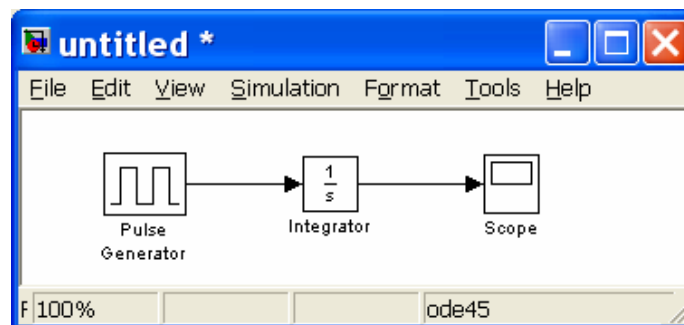 untitled *
File Edit View Simulation Format Tools Help
1
s
Pulse
Generator
Integrator
Scope
F 100% ode45